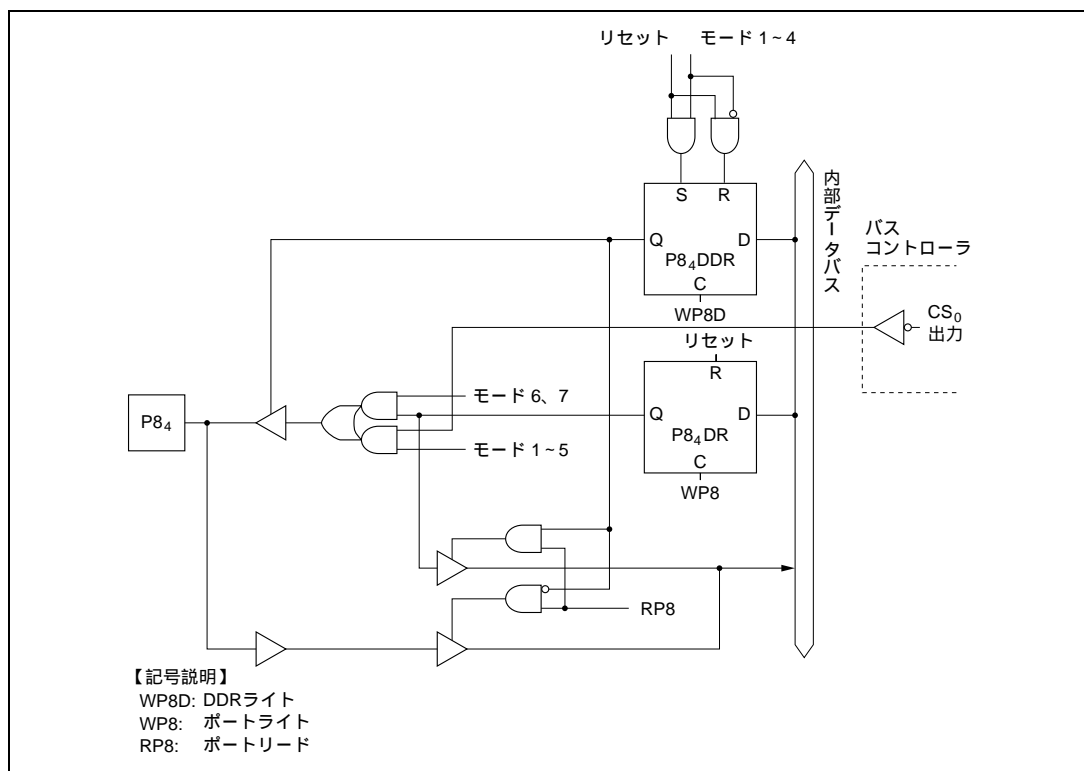 リセット モード 1~4
S R
Q D
P8₄DDR
C
WP8D
内部データバス
バス
コントローラ
CS₀
出力
リセット
R
Q D
P8₄DR
C
WP8
モード 6、7
モード 1~5
P8₄
RP8
【記号説明】
WP8D: DDRライト
WP8: ポートライト
RP8: ポートリード